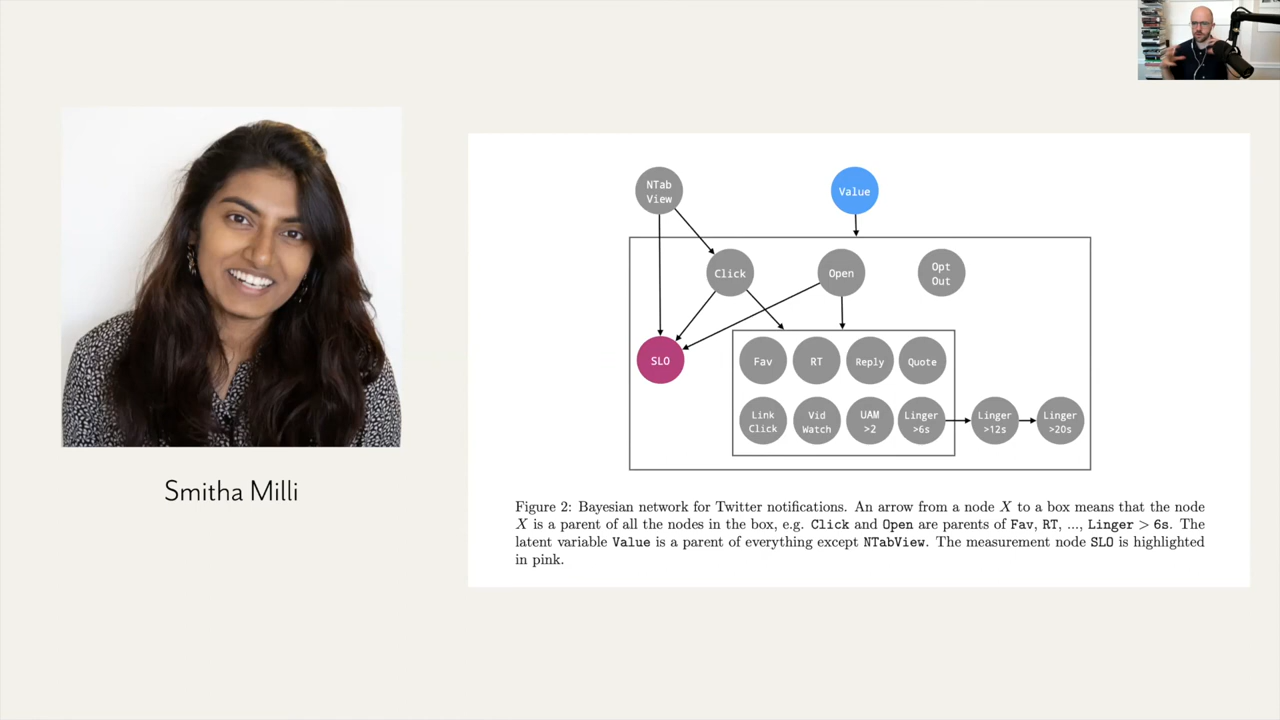 NTab
View
Value
Click
Open
Opt
Out
SLO
Fav
RT
Reply
Quote
Link
Click
Vid
Watch
UAM
>2
Linger
>6s
Linger
>12s
Linger
>20s
Smitha Milli
Figure 2: Bayesian network for Twitter notifications. An arrow from a node X to a box means that the node
X is a parent of all the nodes in the box, e.g. Click and Open are parents of Fav, RT, ..., Linger > 6s. The
latent variable Value is a parent of everything except NTabView. The measurement node SLO is highlighted
in pink.